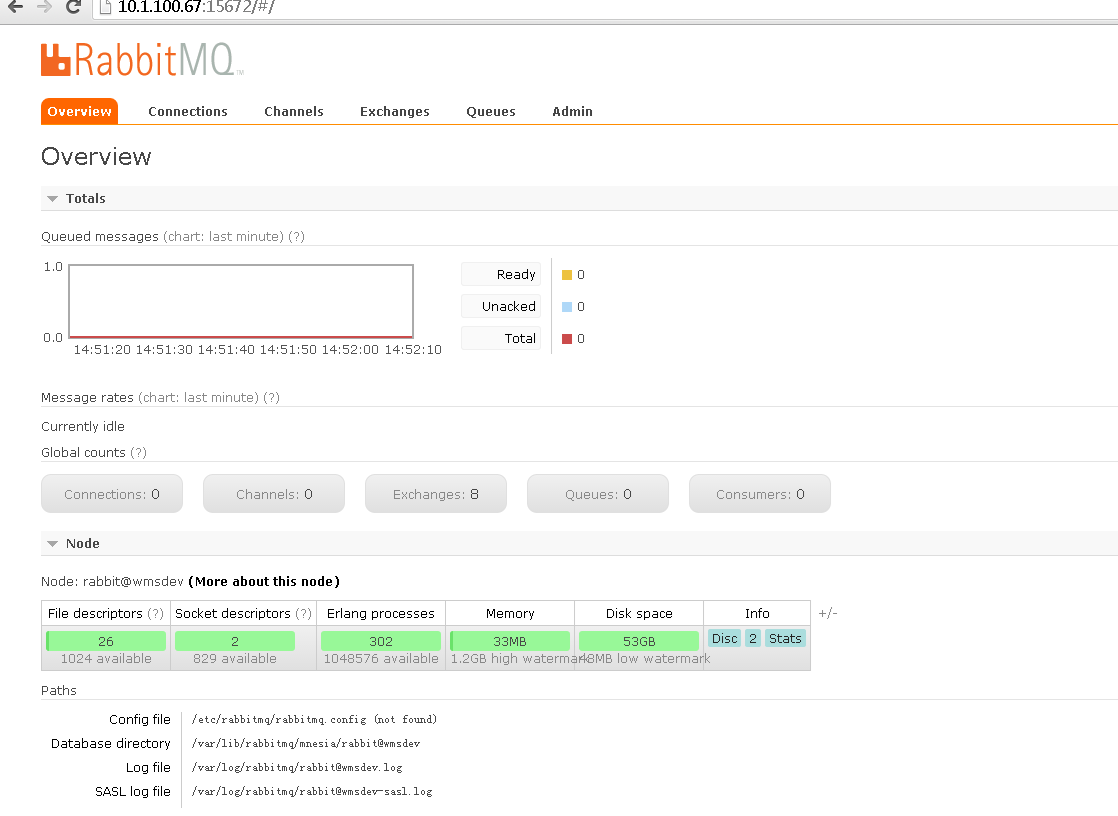 10.1.100.67:15672/#/
RabbitMQ™
Overview Connections Channels Exchanges Queues Admin
Overview
Totals
Queued messages (chart: last minute) (?)
1.0
0.0
14:51:20 14:51:30 14:51:40 14:51:50 14:52:00 14:52:10
Ready 0
Unacked 0
Total 0
Message rates (chart: last minute) (?)
Currently idle
Global counts (?)
Connections: 0 Channels: 0 Exchanges: 8 Queues: 0 Consumers: 0
Node
Node: rabbit@wmsdev (More about this node)
File descriptors (?) Socket descriptors (?) Erlang processes Memory Disk space Info +/-
26 2 302 33MB 53GB Disc 2 Stats
1024 available 829 available 1048576 available 1.2GB high watermark 48MB low watermark
Paths
Config file /etc/rabbitmq/rabbitmq.config (not found)
Database directory /var/lib/rabbitmq/mnesia/rabbit@wmsdev
Log file /var/log/rabbitmq/rabbit@wmsdev.log
SASL log file /var/log/rabbitmq/rabbit@wmsdev-sasl.log